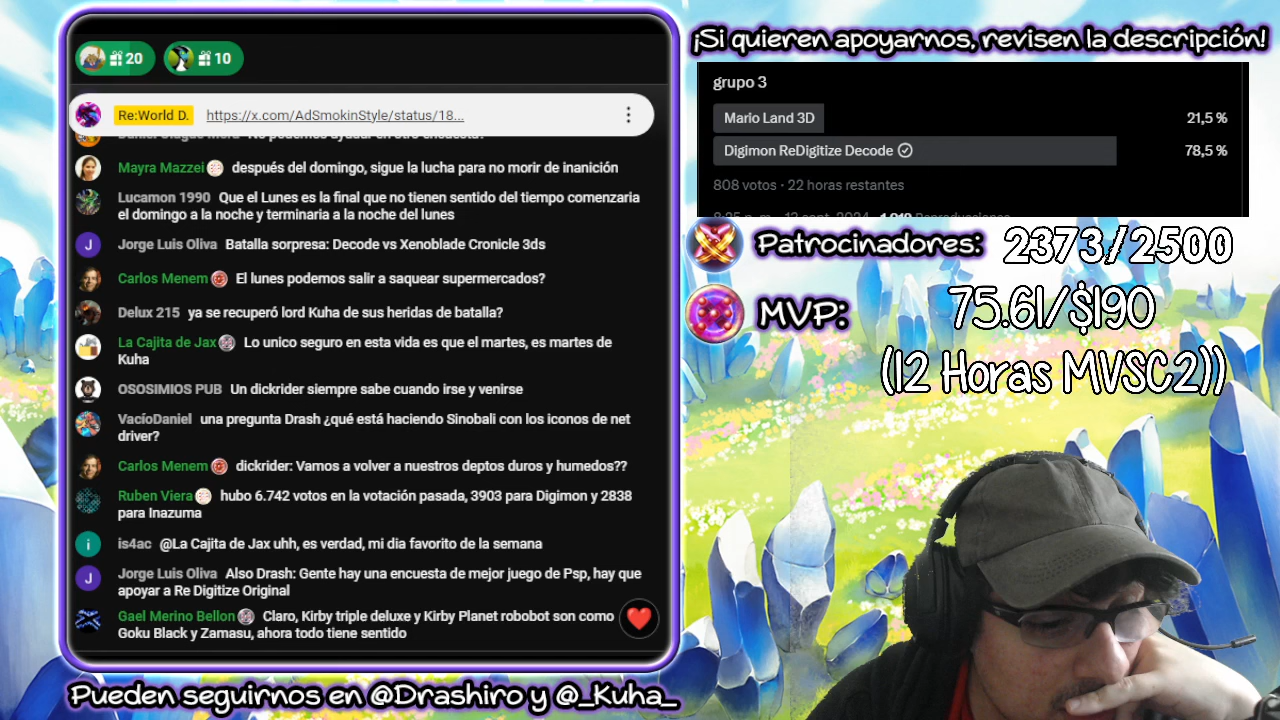 20
10
Re:World D. https://x.com/AdSmokinStyle/status/18...
Mayra Mazzei después del domingo, sigue la lucha para no morir de inanición
Lucamon 1990 Que el Lunes es la final que no tienen sentido del tiempo comenzaria
el domingo a la noche y terminaria a la noche del lunes
J Jorge Luis Oliva Batalla sorpresa: Decode vs Xenoblade Cronicle 3ds
Carlos Menem El lunes podemos salir a saquear supermercados?
Delux 215 ya se recuperó lord Kuha de sus heridas de batalla?
La Cajita de Jax Lo unico seguro en esta vida es que el martes, es martes de
Kuha
OSOSIMIOS PUB Un dickrider siempre sabe cuando irse y venirse
VacíoDaniel una pregunta Drash ¿qué está haciendo Sinobali con los iconos de net
driver?
Carlos Menem dickrider: Vamos a volver a nuestros deptos duros y humedos??
Ruben Viera hubo 6.742 votos en la votación pasada, 3903 para Digimon y 2838
para Inazuma
i is4ac @La Cajita de Jax uhh, es verdad, mi dia favorito de la semana
J Jorge Luis Oliva Also Drash: Gente hay una encuesta de mejor juego de Psp, hay que
apoyar a Re Digitize Original
Gael Merino Bellon Claro, Kirby triple deluxe y Kirby Planet robobot son como
Goku Black y Zamasu, ahora todo tiene sentido
Pueden seguirnos en @Drashiro y @_Kuha_
¡Si quieren apoyarnos, revisen la descripción!
grupo 3
Mario Land 3D 21,5 %
Digimon ReDigitize Decode 78,5 %
808 votos · 22 horas restantes
Patrocinadores: 2373/2500
MVP: 75.61/$190
(12 Horas MVSC2))